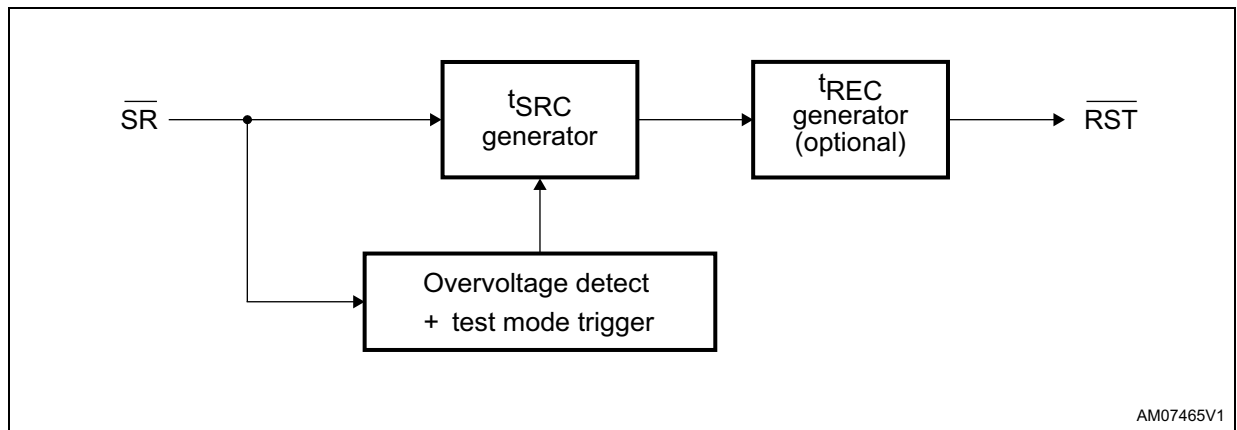 SR
tSRC
generator
tREC
generator
(optional)
RST
Overvoltage detect
+ test mode trigger
AM07465V1